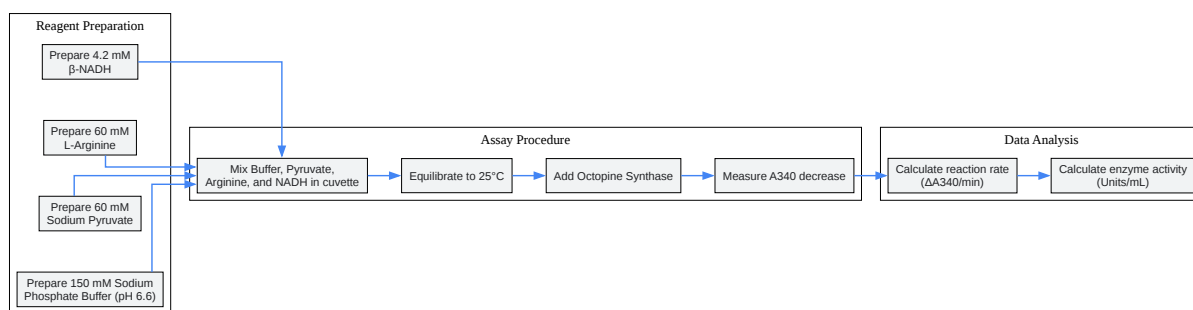 Reagent Preparation
Prepare 4.2 mM
β-NADH
Prepare 60 mM
L-Arginine
Prepare 60 mM
Sodium Pyruvate
Prepare 150 mM Sodium
Phosphate Buffer (pH 6.6)
Assay Procedure
Mix Buffer, Pyruvate,
Arginine, and NADH in cuvette
Equilibrate to 25°C
Add Octopine Synthase
Measure A340 decrease
Data Analysis
Calculate reaction rate
(ΔA340/min)
Calculate enzyme activity
(Units/mL)